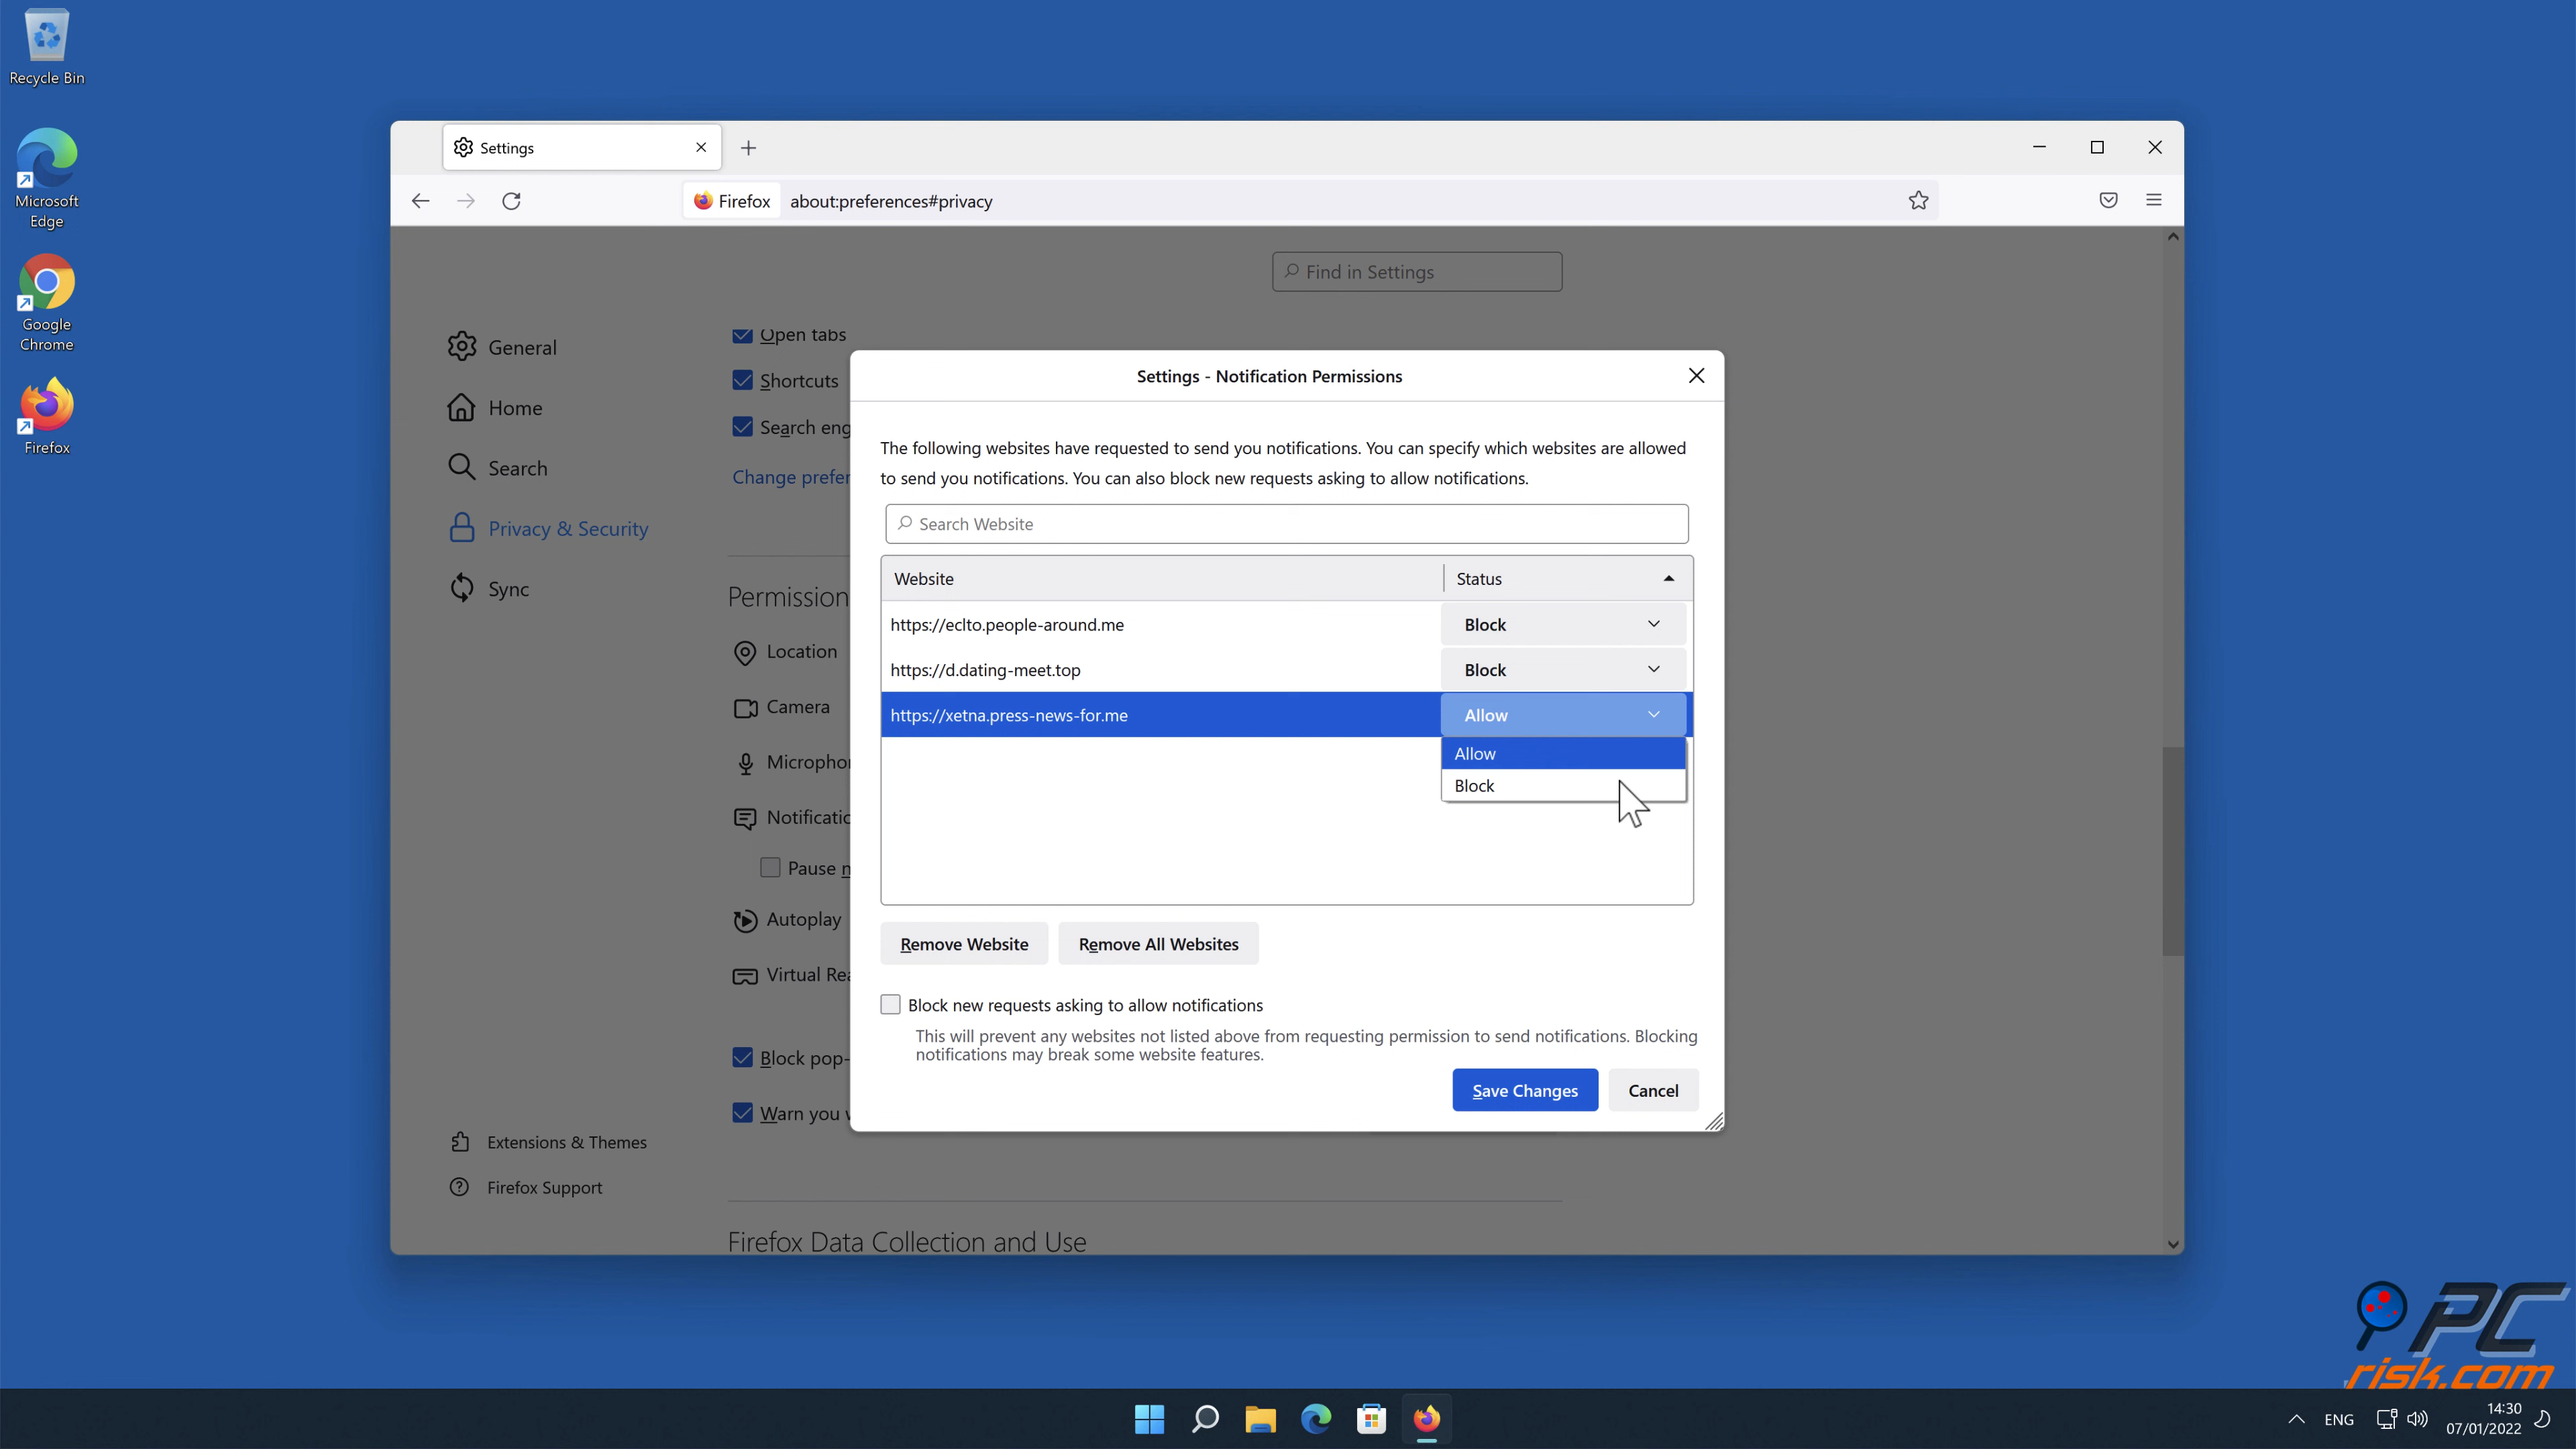 Recycle Bin
Microsoft
Edge
Google
Chrome
Firefox
Settings
Firefox
about:preferences#privacy
Find in Settings
General
Home
Search
Privacy & Security
Sync
Extensions & Themes
Firefox Support
Open tabs
Shortcuts
Search eng
Change prefer
Permission
Location
Camera
Micropho
Notificatio
Pause n
Autoplay
Virtual Rea
Block pop-
Warn you w
Firefox Data Collection and Use
Settings - Notification Permissions
The following websites have requested to send you notifications. You can specify which websites are allowed
to send you notifications. You can also block new requests asking to allow notifications.
Search Website
Website Status
https://eclto.people-around.me Block
https://d.dating-meet.top Block
https://xetna.press-news-for.me Allow
Allow
Block
Remove Website Remove All Websites
Block new requests asking to allow notifications
This will prevent any websites not listed above from requesting permission to send notifications. Blocking
notifications may break some website features.
Save Changes Cancel
PC
risk.com
ENG
14:30
07/01/2022